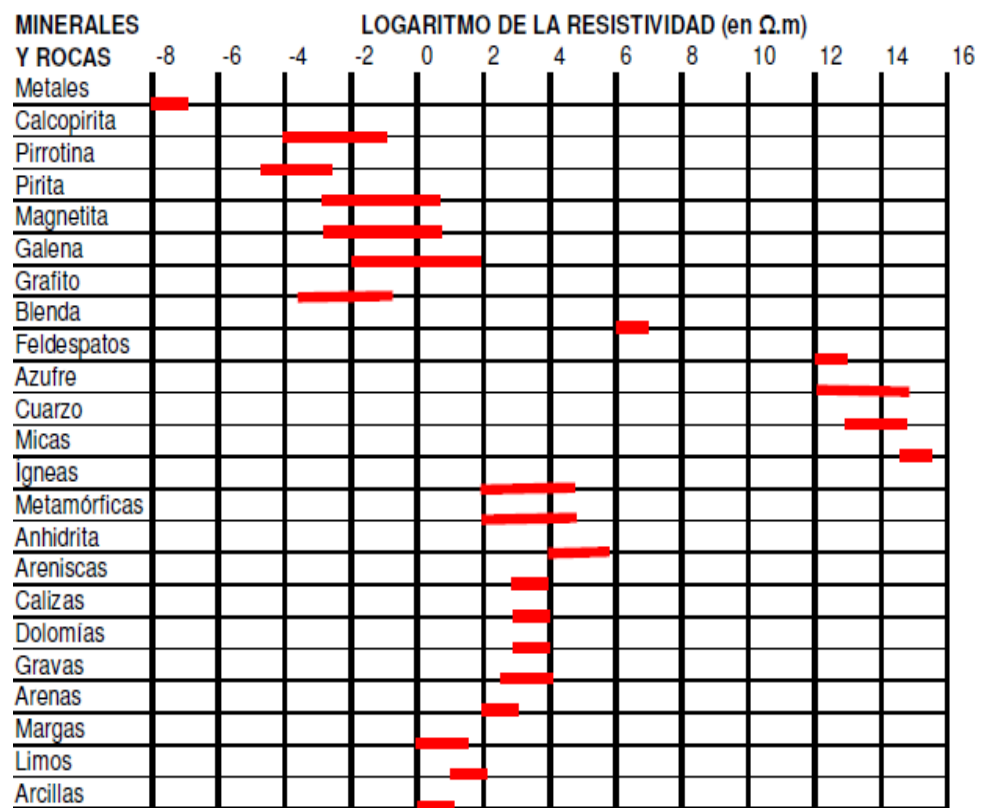 MINERALES LOGARITMO DE LA RESISTIVIDAD (en Ω.m)
Y ROCAS -8 -6 -4 -2 0 2 4 6 8 10 12 14 16
Metales
Calcopirita
Pirrotina
Pirita
Magnetita
Galena
Grafito
Blenda
Feldespatos
Azufre
Cuarzo
Micas
Ígneas
Metamórficas
Anhidrita
Areniscas
Calizas
Dolomías
Gravas
Arenas
Margas
Limos
Arcillas